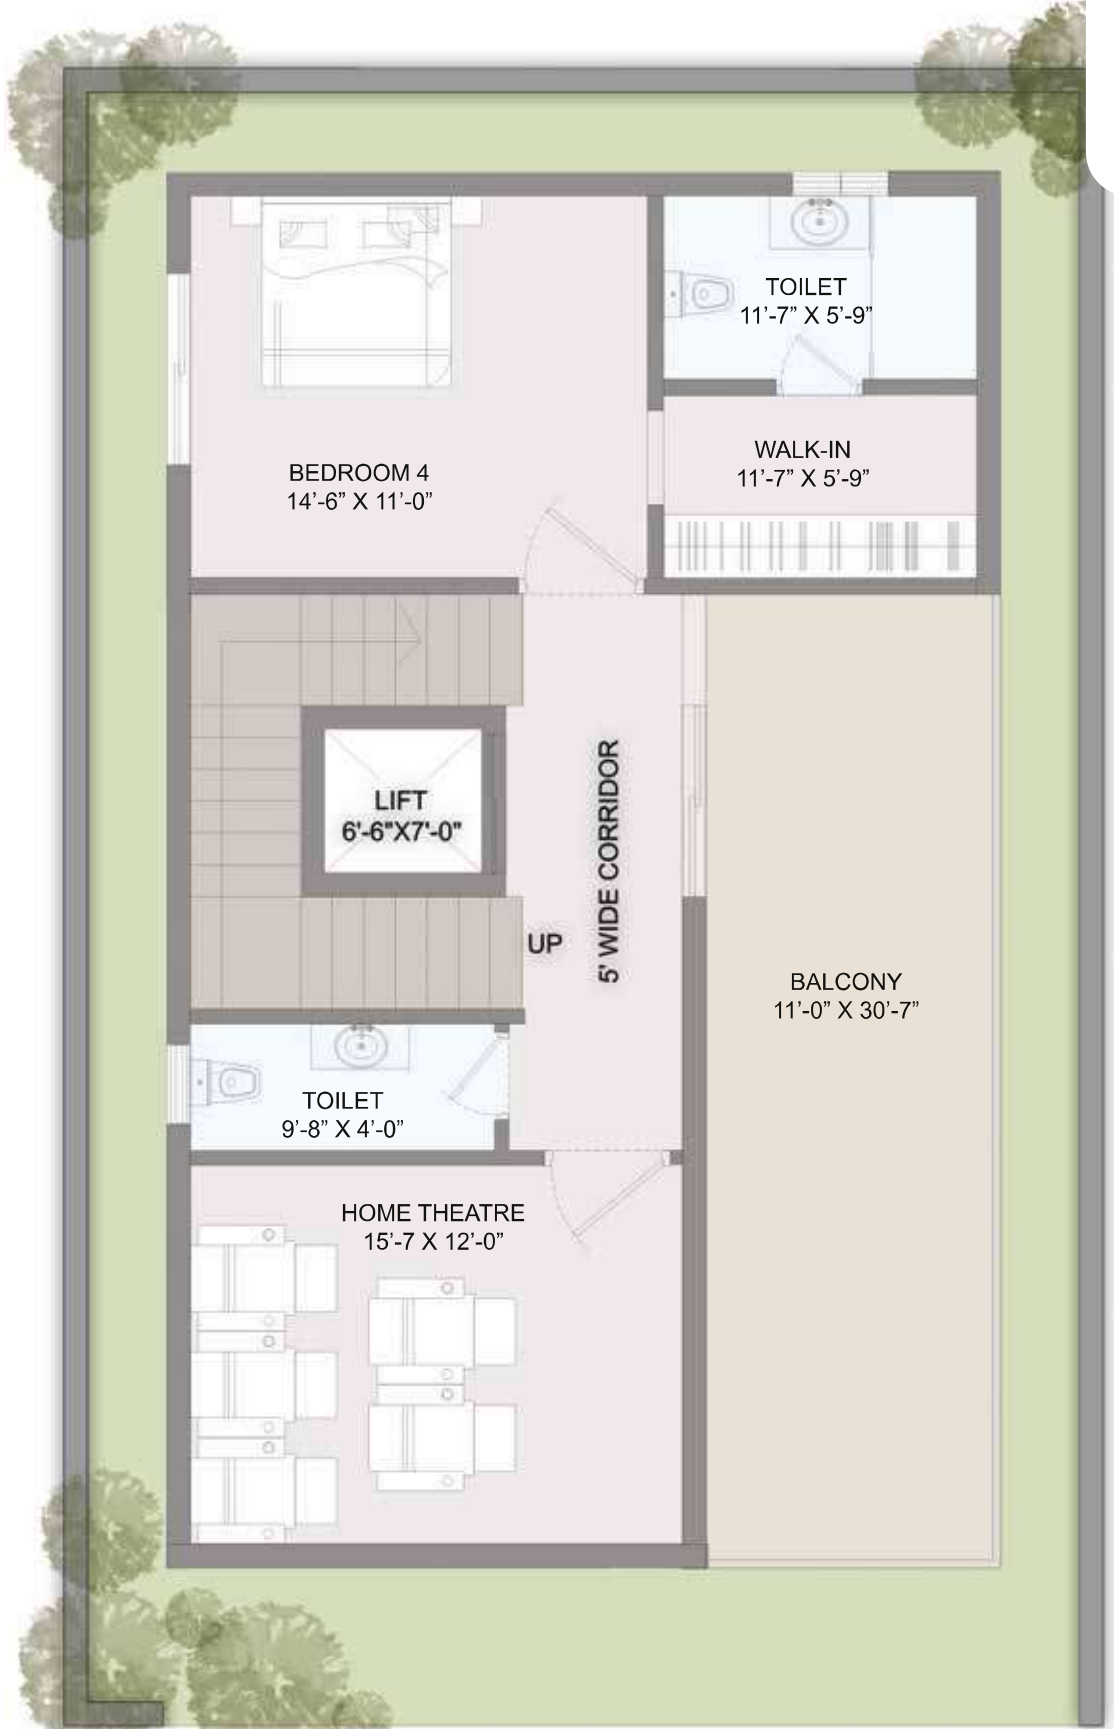 TOILET
11’-7” X 5’-9”
WALK-IN
11’-7” X 5’-9”
BEDROOM 4
14’-6” X 11’-0”
LIFT
6'-6"X7'-0"
5' WIDE CORRIDOR
UP
BALCONY
11’-0” X 30’-7”
TOILET
9’-8” X 4’-0”
HOME THEATRE
15’-7 X 12’-0”